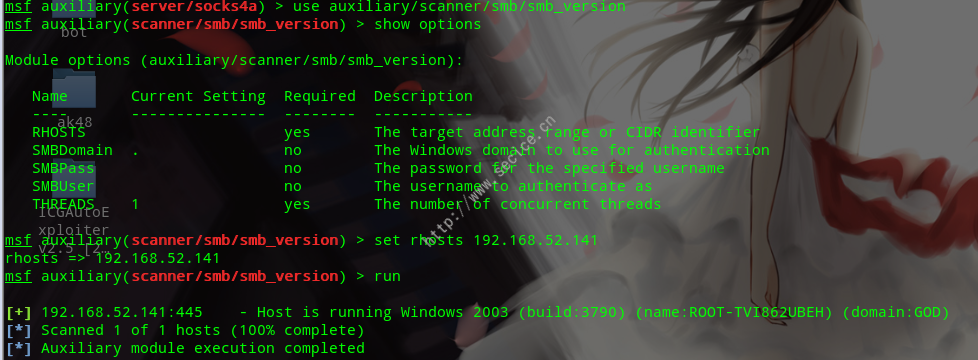 msf auxiliary(server/socks4a) > use auxiliary/scanner/smb/smb_version
msf auxiliary(scanner/smb/smb_version) > show options
bot
Module options (auxiliary/scanner/smb/smb_version):
Name Current Setting Required Description
---- --------------- -------- -----------
ak48
RHOSTS yes The target address range or CIDR identifier
SMBDomain . no The Windows domain to use for authentication
SMBPass no The password for the specified username
SMBUser no The username to authenticate as
THREADS 1 yes The number of concurrent threads
ICGAutoE
xploiter
http://www.secice.cn
msf auxiliary(scanner/smb/smb_version) > set rhosts 192.168.52.141
rhosts => 192.168.52.141
msf auxiliary(scanner/smb/smb_version) > run
[+] 192.168.52.141:445 - Host is running Windows 2003 (build:3790) (name:ROOT-TVI862UBEH) (domain:GOD)
[*] Scanned 1 of 1 hosts (100% complete)
[*] Auxiliary module execution completed